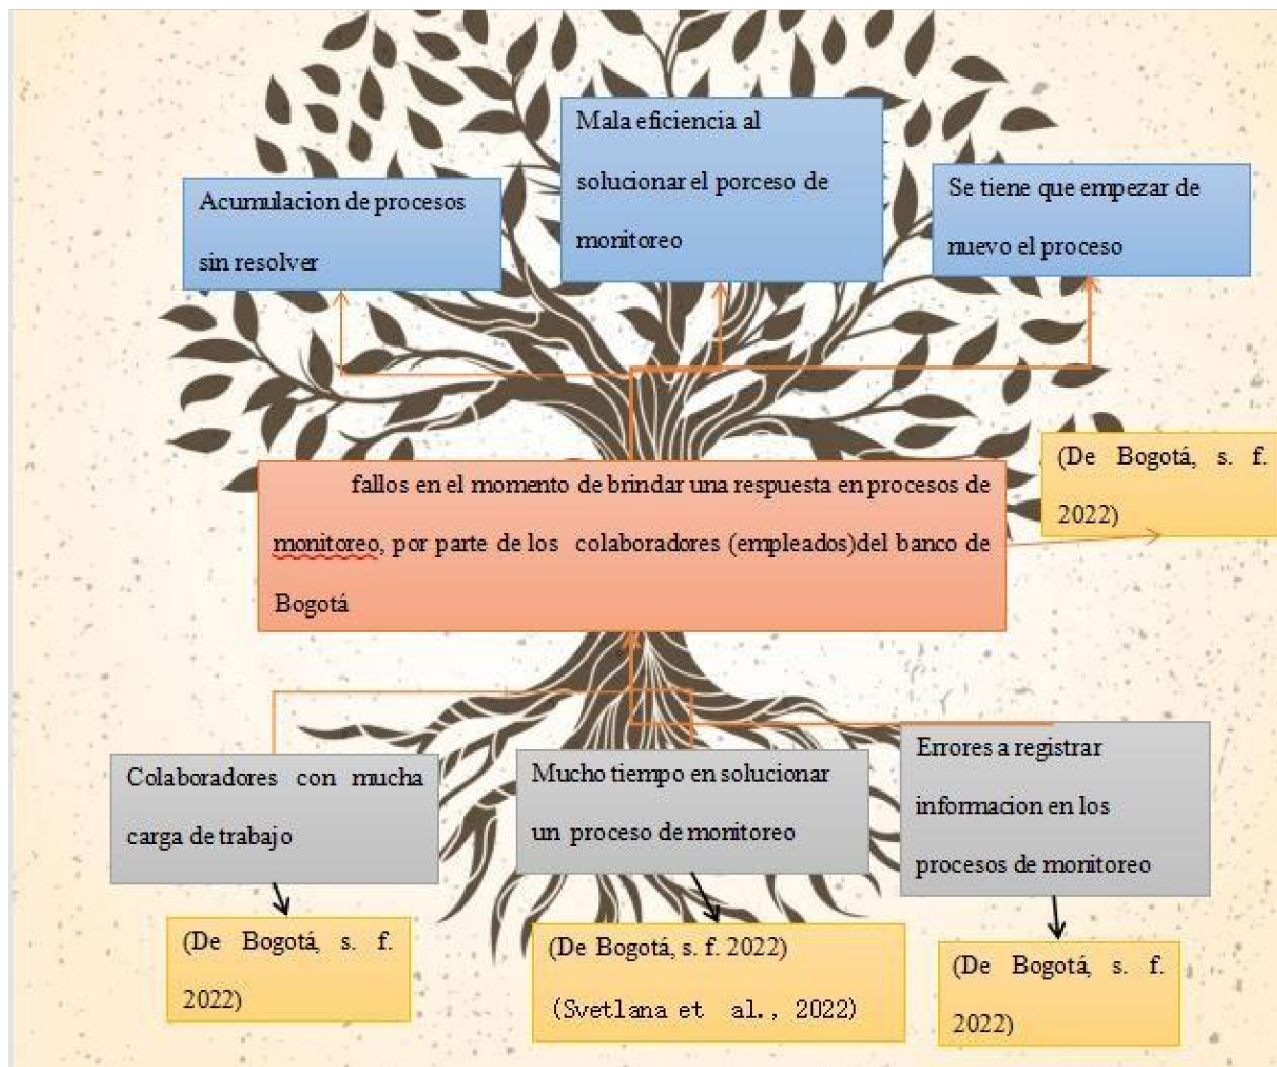 Mala eficiencia al
solucionar el porceso de
monitoreo
Acumulacion de procesos
sin resolver
Se tiene que empezar de
nuevo el proceso
(De Bogotá, s. f.
2022)
fallos en el momento de brindar una respuesta en procesos de
monitoreo, por parte de los colaboradores (empleados)del banco de
Bogotá
Colaboradores con mucha
carga de trabajo
Mucho tiempo en solucionar
un proceso de monitoreo
Errores a registrar
informacion en los
procesos de monitoreo
(De Bogotá, s. f.
2022)
(De Bogotá, s. f. 2022)
(Svetlana et al., 2022)
(De Bogotá, s. f.
2022)